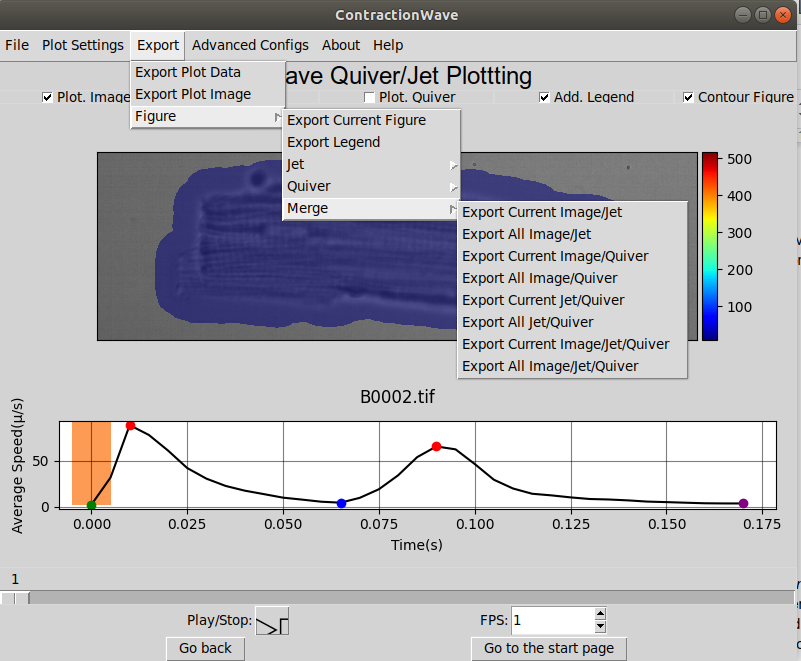 ContractionWave
File Plot Settings Export Advanced Configs About Help
ave Quiver/Jet Plottting
Export Plot Data
Export Plot Image
Figure
Plot. Image
Plot. Quiver
Add. Legend
Contour Figure
Export Current Figure
Export Legend
Jet
Quiver
Merge
Export Current Image/Jet
Export All Image/Jet
Export Current Image/Quiver
Export All Image/Quiver
Export Current Jet/Quiver
Export All Jet/Quiver
Export Current Image/Jet/Quiver
Export All Image/Jet/Quiver
500
400
300
200
100
B0002.tif
Average Speed(μ/s)
50
0
0.000 0.025 0.050 0.075 0.100 0.125 0.150 0.175
Time(s)
1
Play/Stop:
FPS: 1
Go back
Go to the start page